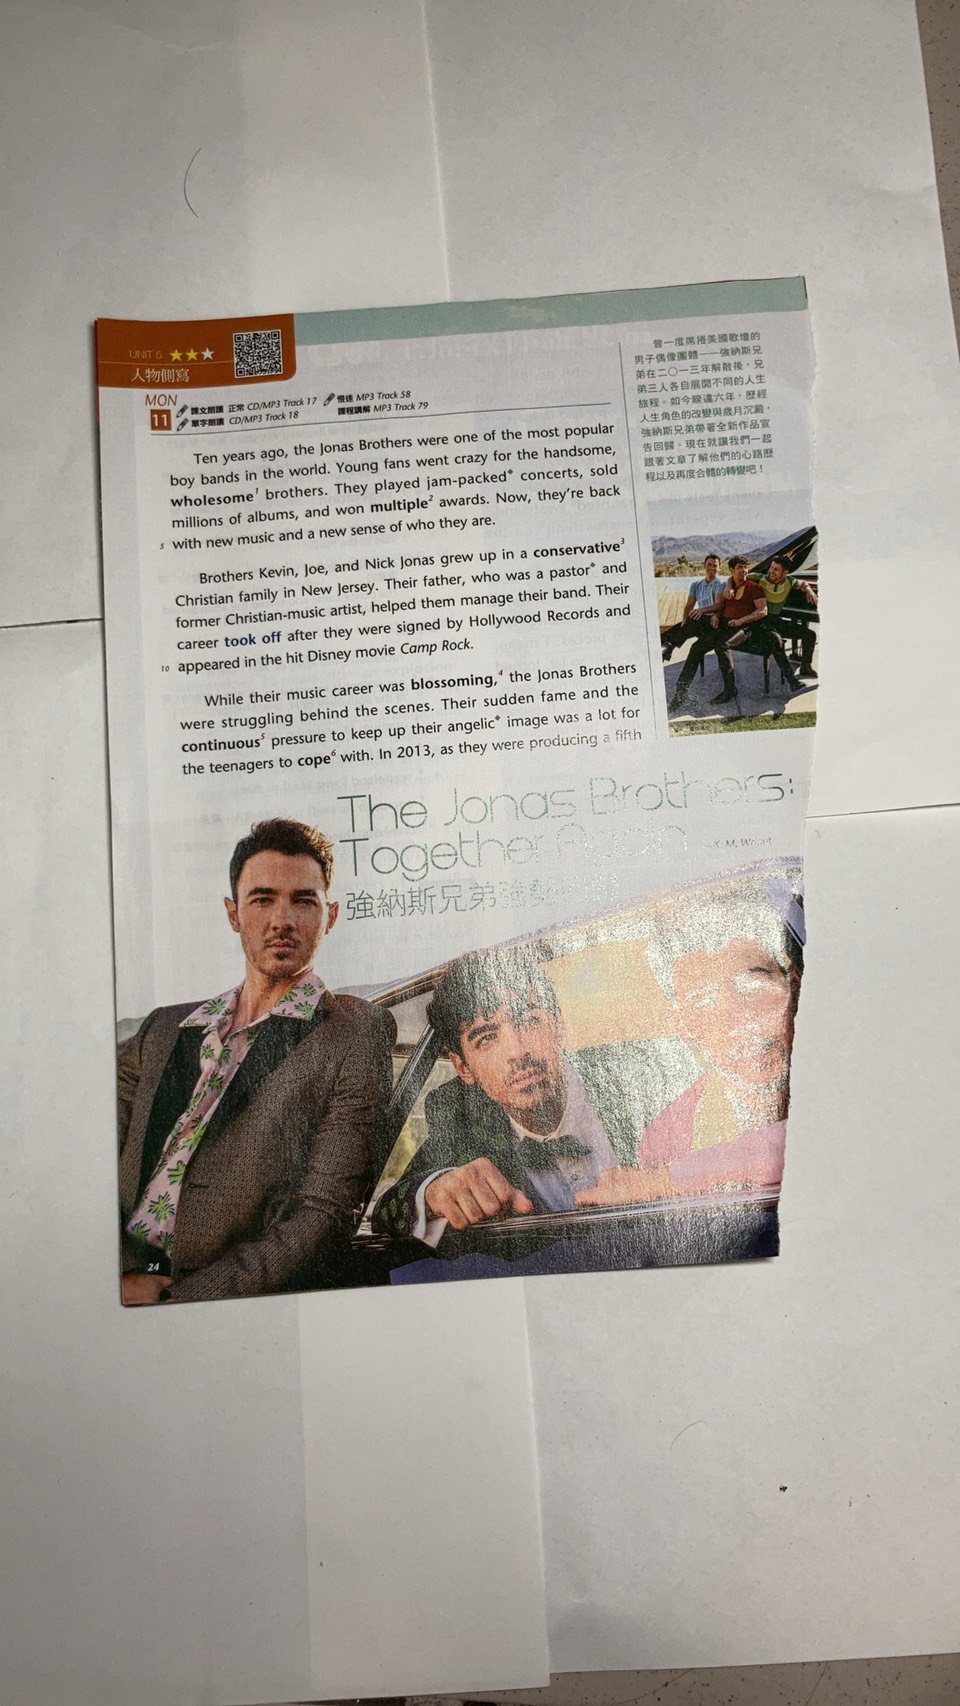 UNIT 5
人物側寫
MON
11
課文朗讀 正常 CD/MP3 Track 17 慢速 MP3 Track 58
單字朗讀 CD/MP3 Track 18 課程講解 MP3 Track 79
Ten years ago, the Jonas Brothers were one of the most popular
boy bands in the world. Young fans went crazy for the handsome,
wholesome1 brothers. They played jam-packed* concerts, sold
millions of albums, and won multiple2 awards. Now, they're back
5 with new music and a new sense of who they are.
Brothers Kevin, Joe, and Nick Jonas grew up in a conservative3
Christian family in New Jersey. Their father, who was a pastor* and
former Christian-music artist, helped them manage their band. Their
career took off after they were signed by Hollywood Records and
10 appeared in the hit Disney movie Camp Rock.
While their music career was blossoming,4 the Jonas Brothers
were struggling behind the scenes. Their sudden fame and the
continuous5 pressure to keep up their angelic* image was a lot for
the teenagers to cope6 with. In 2013, as they were producing a fifth
曾一度席捲美國歌壇的
男子偶像團體——強納斯兄
弟在二〇一三年解散後，兄
弟三人各自展開不同的人生
旅程。如今睽違六年，歷經
人生角色的改變與歲月沉澱，
強納斯兄弟帶著全新作品宣
告回歸。現在就讓我們一起
跟著文章了解他們的心路歷
程以及再度合體的轉變吧！
The Jonas Brothers:
Together Again
強納斯兄弟強勢
24